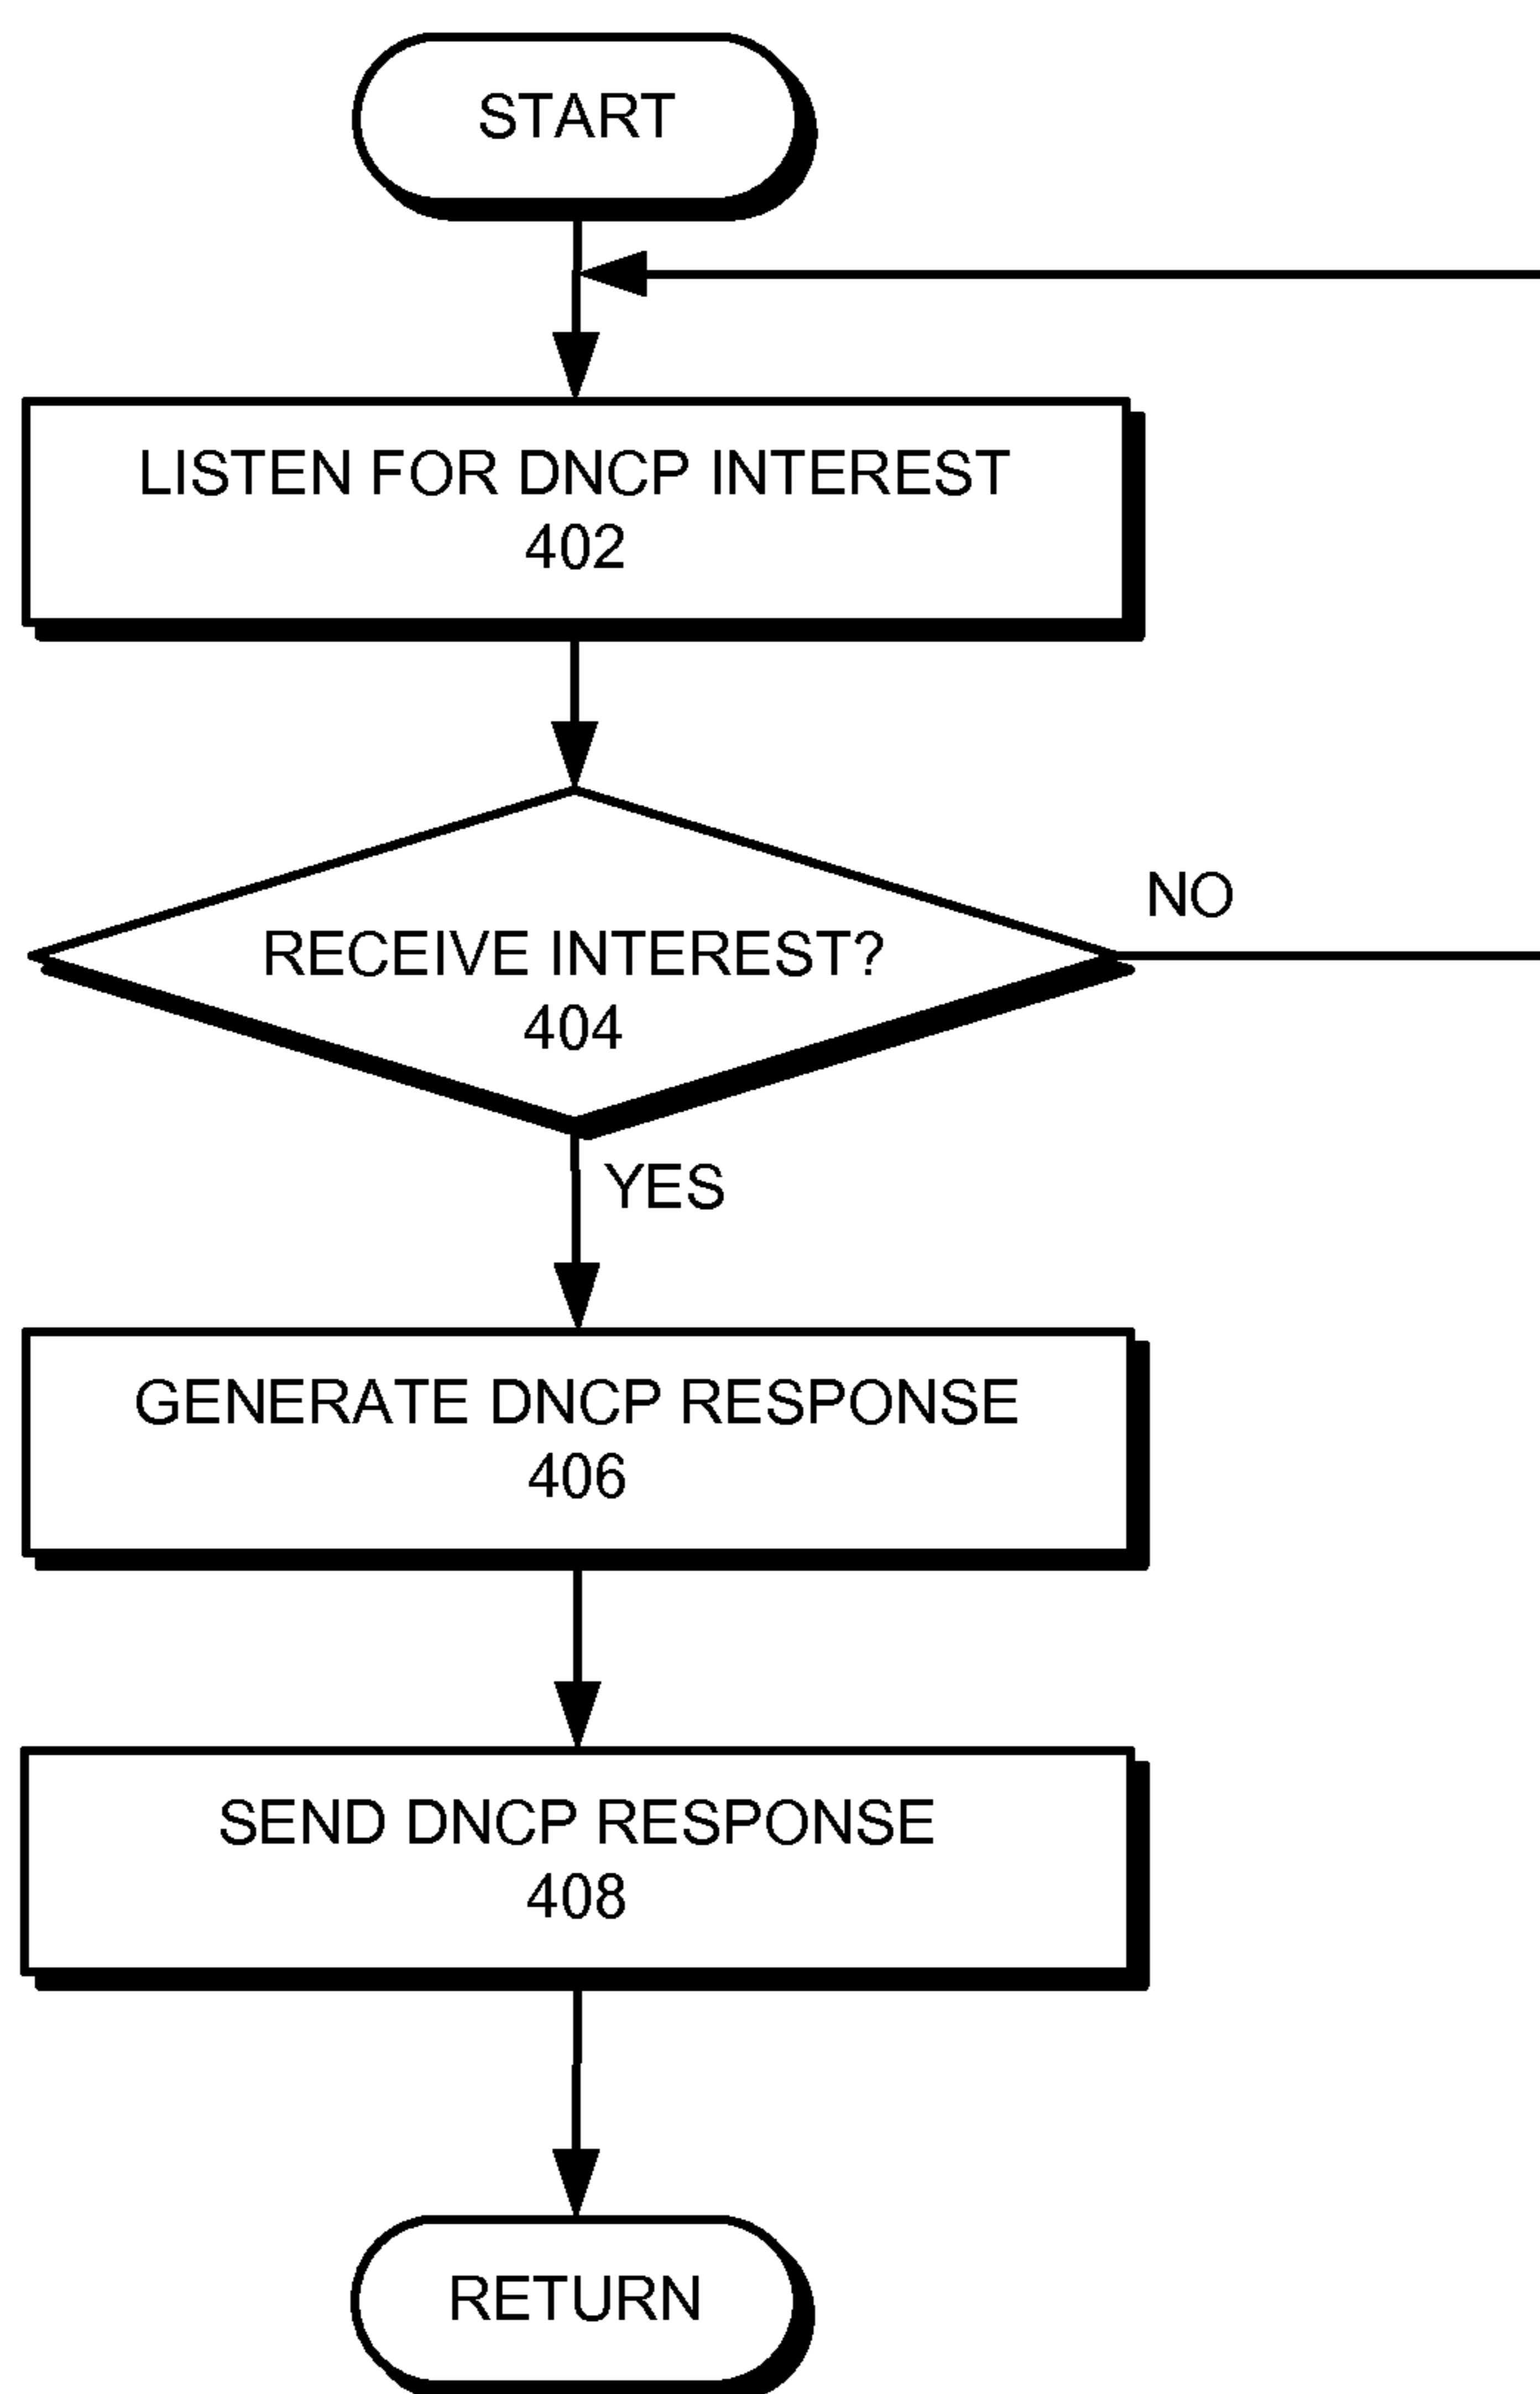 START
LISTEN FOR DNCP INTEREST
402
NO
RECEIVE INTEREST?
404
YES
GENERATE DNCP RESPONSE
406
SEND DNCP RESPONSE
408
RETURN